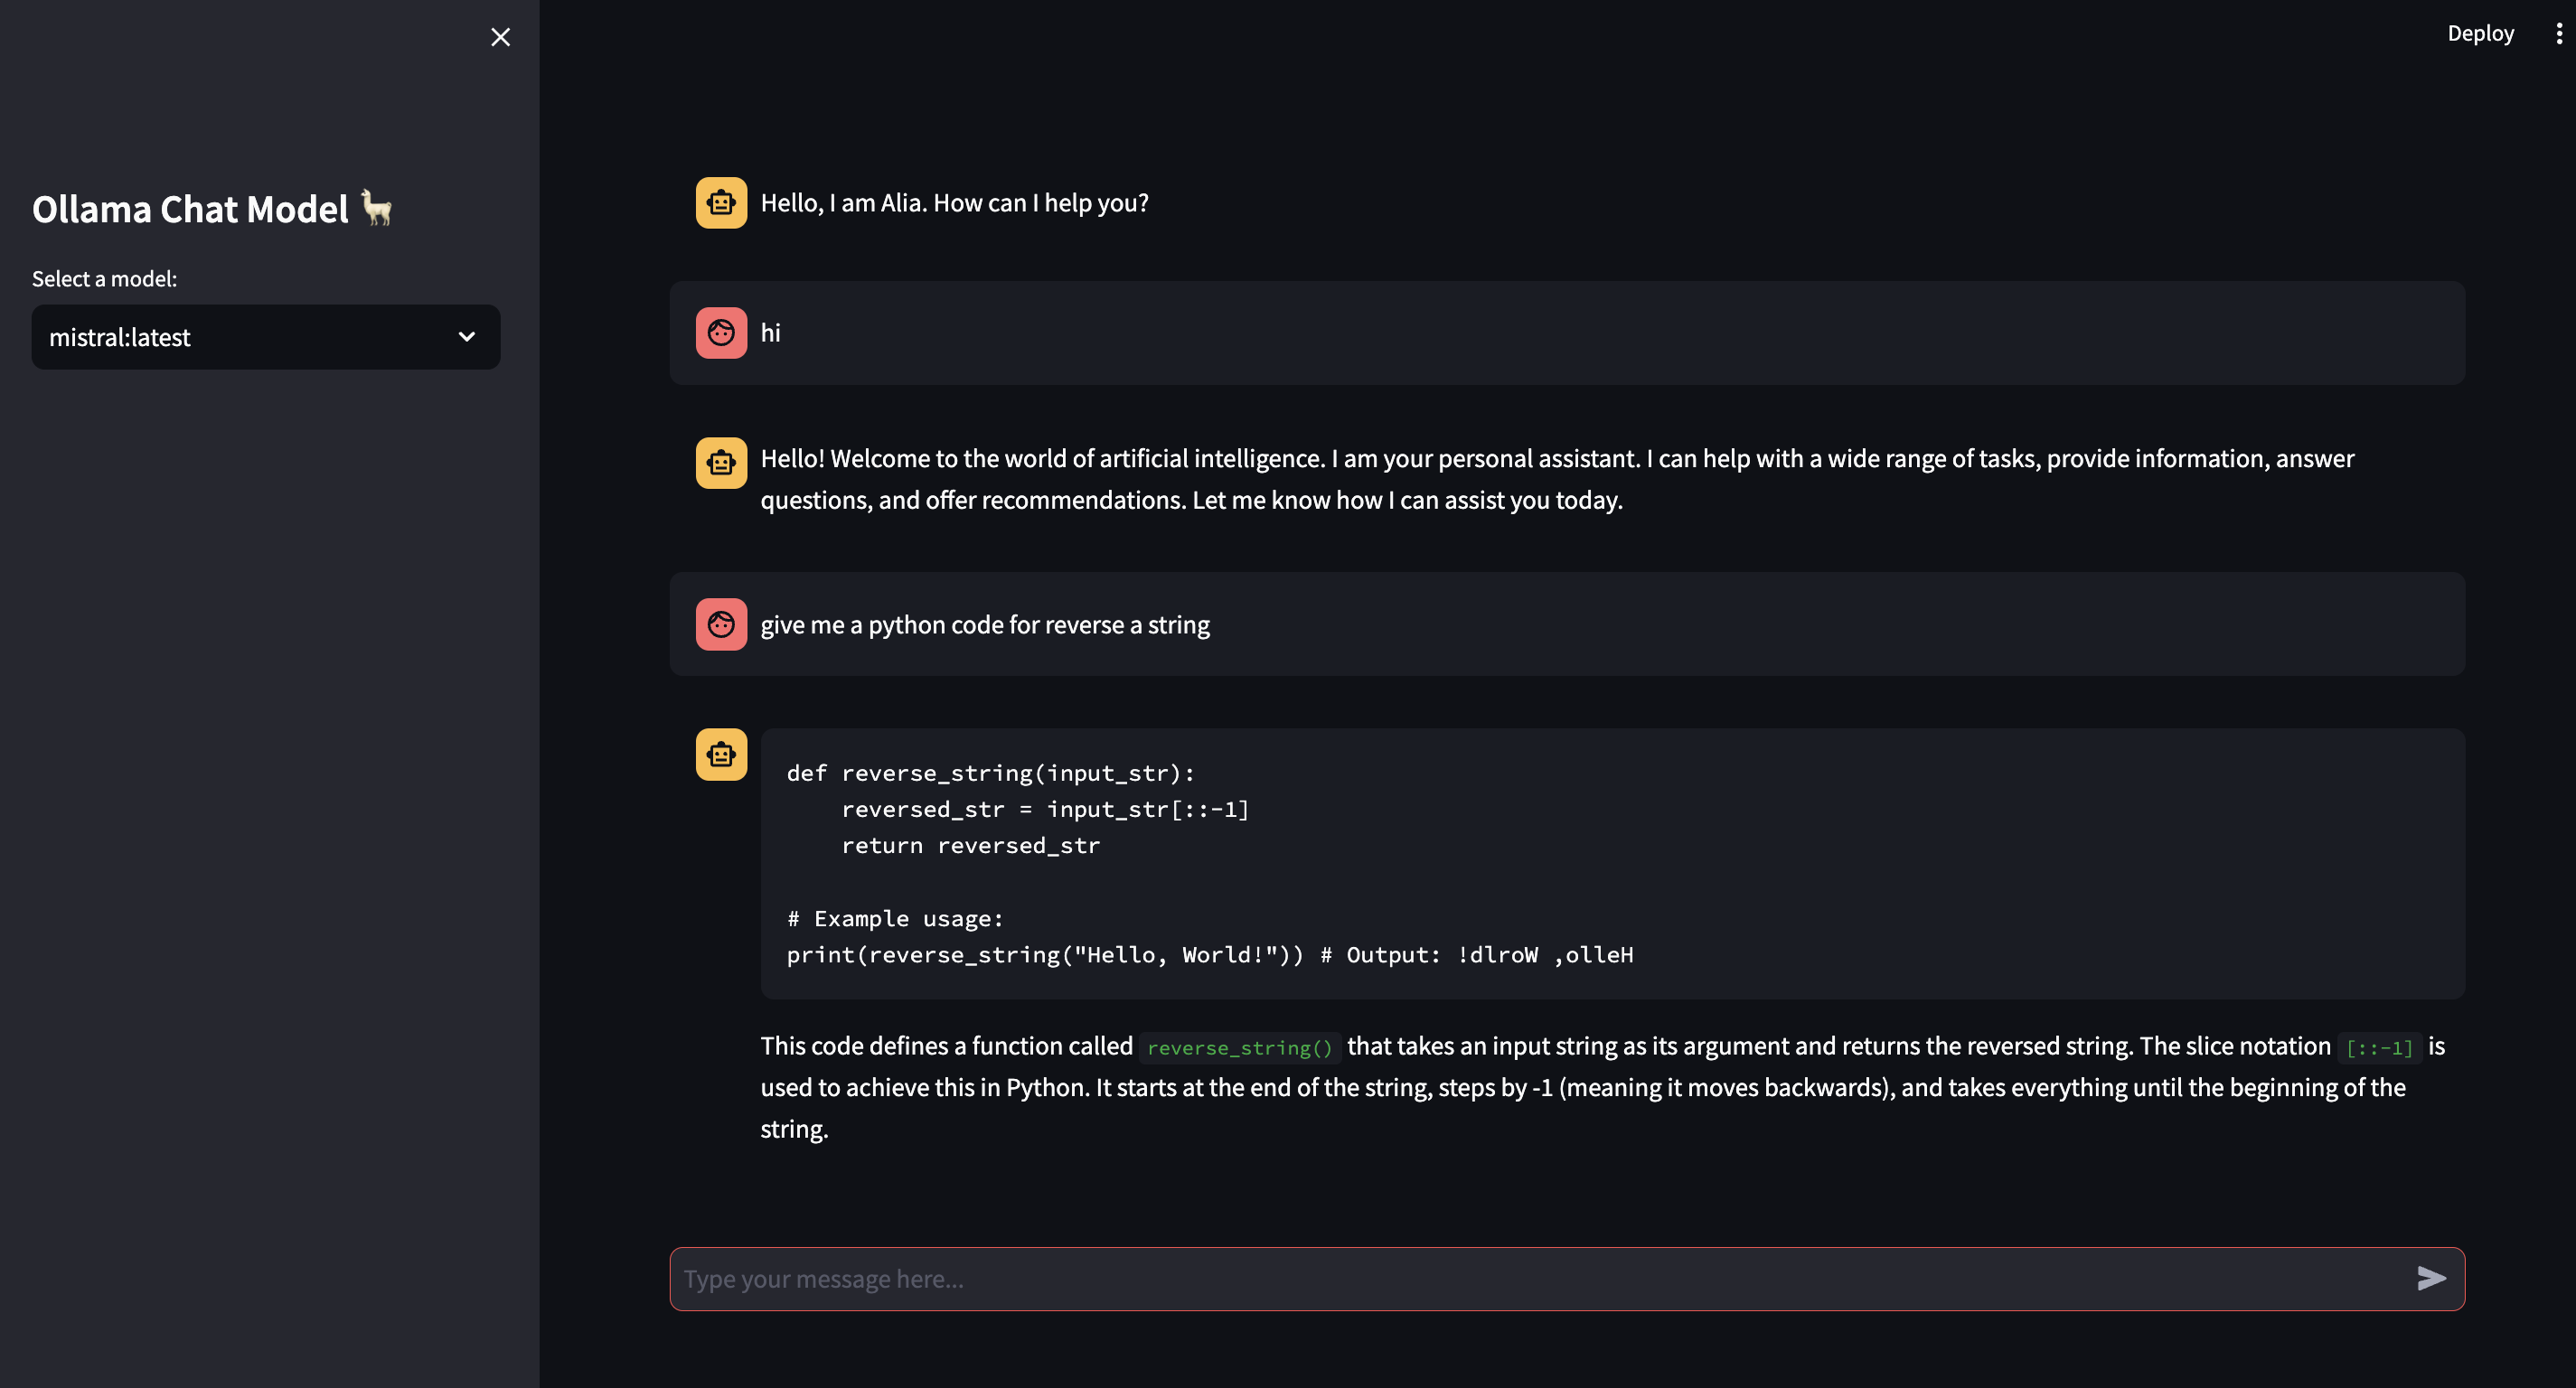 Deploy
Ollama Chat Model 🦙
Select a model:
mistral:latest
Hello, I am Alia. How can I help you?
hi
Hello! Welcome to the world of artificial intelligence. I am your personal assistant. I can help with a wide range of tasks, provide information, answer
questions, and offer recommendations. Let me know how I can assist you today.
give me a python code for reverse a string
def reverse_string(input_str):
    reversed_str = input_str[::-1]
    return reversed_str
# Example usage:
print(reverse_string("Hello, World!")) # Output: !dlroW ,olleH
This code defines a function called reverse_string() that takes an input string as its argument and returns the reversed string. The slice notation [::-1] is
used to achieve this in Python. It starts at the end of the string, steps by -1 (meaning it moves backwards), and takes everything until the beginning of the
string.
Type your message here...